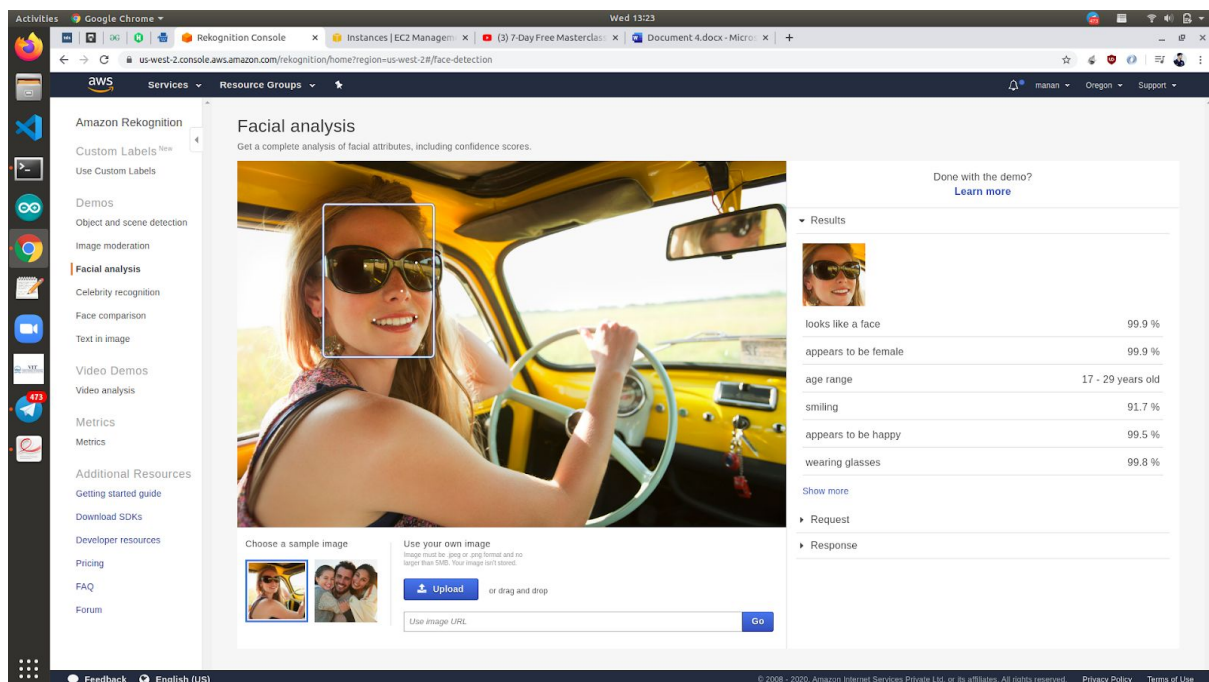 Activities Google Chrome Wed 13:23
Rekognition Console Instances | EC2 Managem (3) 7-Day Free Masterclass Document 4.docx - Micros
us-west-2.console.aws.amazon.com/rekognition/home?region=us-west-2#/face-detection
aws Services Resource Groups manan Oregon Support
Amazon Rekognition
Custom Labels New
Use Custom Labels
Demos
Object and scene detection
Image moderation
Facial analysis
Celebrity recognition
Face comparison
Text in image
Video Demos
Video analysis
Metrics
Metrics
Additional Resources
Getting started guide
Download SDKs
Developer resources
Pricing
FAQ
Forum
473
VIT
Facial analysis
Get a complete analysis of facial attributes, including confidence scores.
Choose a sample image
Use your own image
Image must be .jpeg or .png format and no
larger than 5MB. Your image isn't stored.
Upload or drag and drop
Use image URL Go
Done with the demo?
Learn more
Results
looks like a face 99.9 %
appears to be female 99.9 %
age range 17 - 29 years old
smiling 91.7 %
appears to be happy 99.5 %
wearing glasses 99.8 %
Show more
Request
Response
Feedback English (US) © 2008 - 2020, Amazon Internet Services Private Ltd. or its affiliates. All rights reserved. Privacy Policy Terms of Use